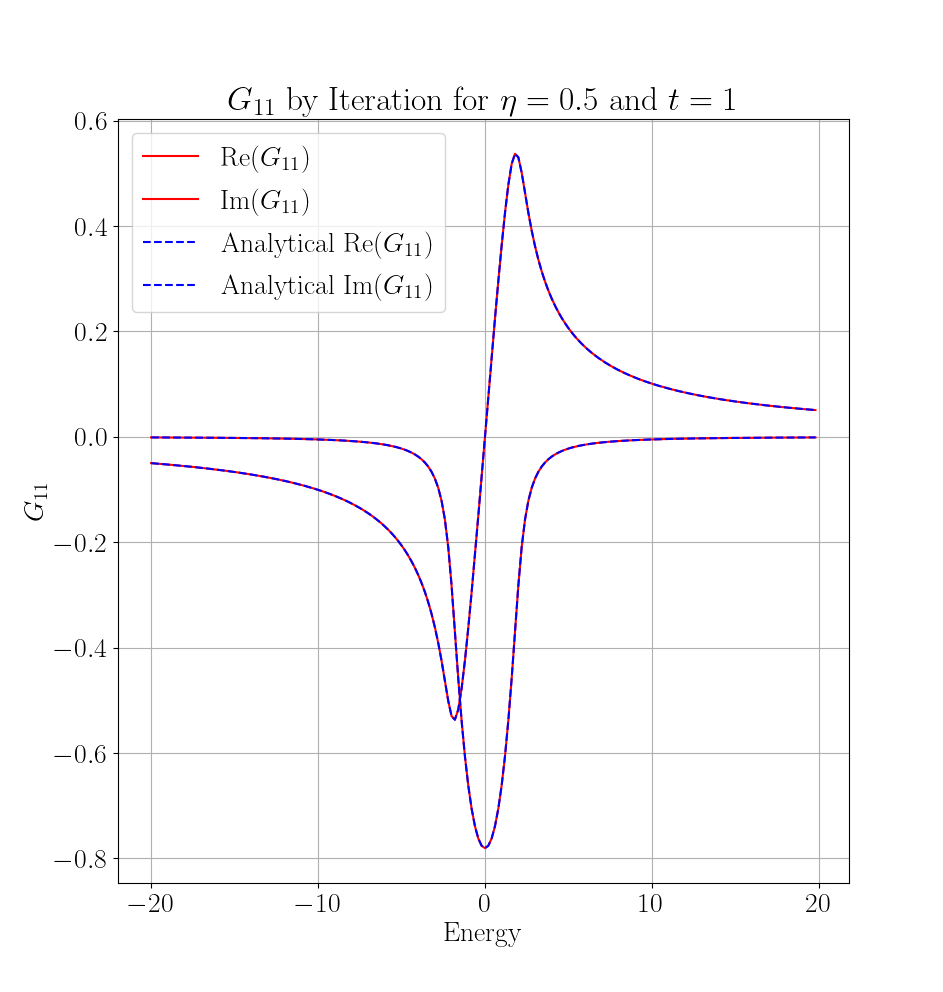 G₁₁ by Iteration for η = 0.5 and t = 1
Re(G₁₁)
Im(G₁₁)
Analytical Re(G₁₁)
Analytical Im(G₁₁)
0.6
0.4
0.2
0.0
−0.2
−0.4
−0.6
−0.8
G₁₁
−20
−10
0
10
20
Energy